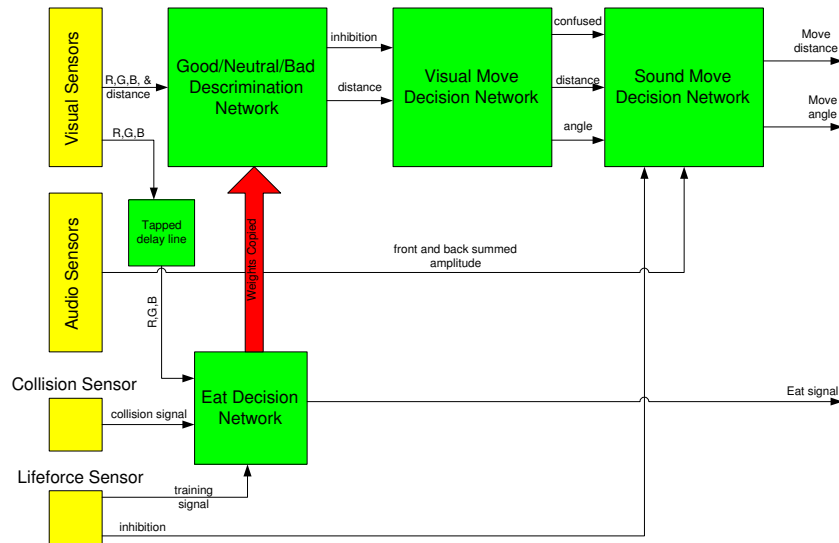 Visual Sensors
R,G,B, &
distance
R,G,B
Good/Neutral/Bad
Descrimination
Network
inhibition
distance
Visual Move
Decision Network
confused
distance
angle
Sound Move
Decision Network
Move
distance
Move
angle
Tapped
delay line
Audio Sensors
front and back summed
amplitude
Weights Copied
R,G,B
Collision Sensor
collision signal
Eat Decision
Network
Eat signal
Lifeforce Sensor
training
signal
inhibition